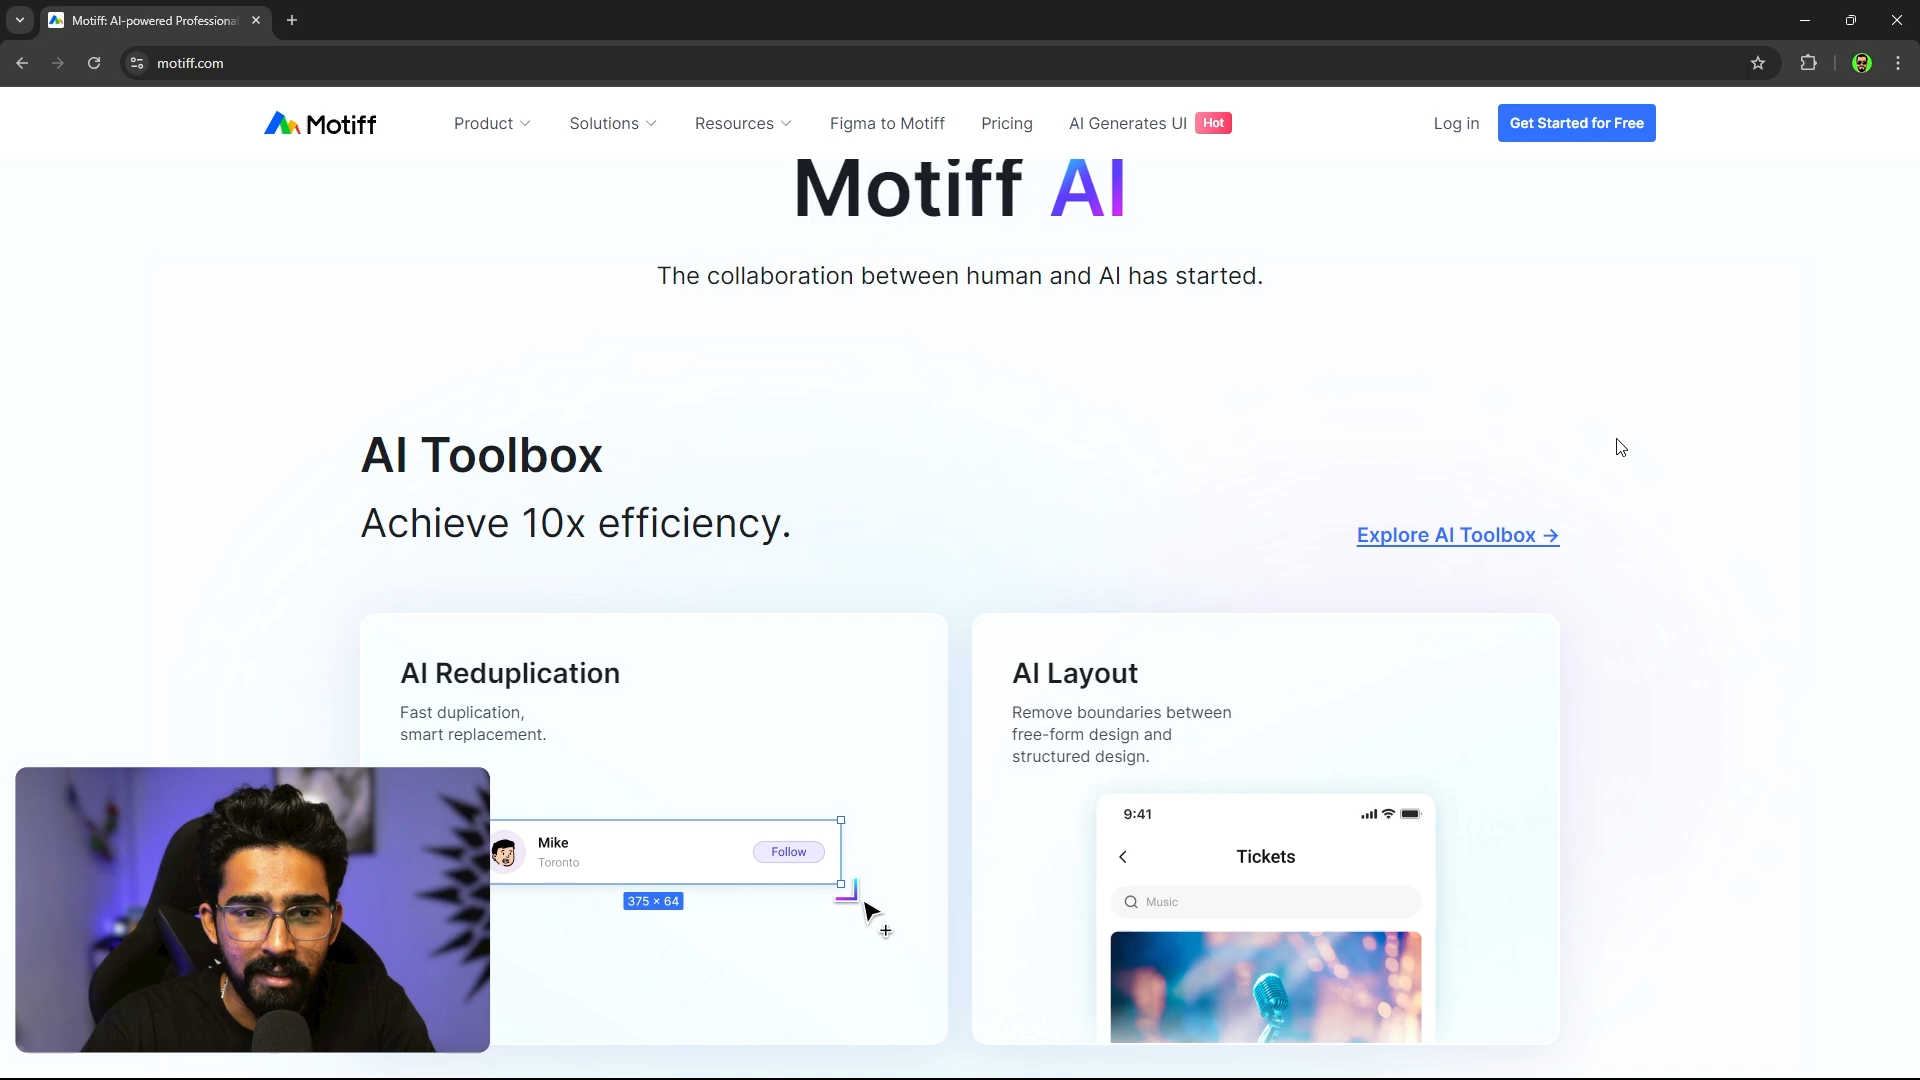 Motiff: AI-powered Professional
motiff.com
Motiff
Product
Solutions
Resources
Figma to Motiff
Pricing
AI Generates UI
Hot
Log in
Get Started for Free
Motiff AI
The collaboration between human and AI has started.
AI Toolbox
Achieve 10x efficiency.
Explore AI Toolbox →
AI Reduplication
Fast duplication,
smart replacement.
Mike
Toronto
Follow
375 × 64
AI Layout
Remove boundaries between
free-form design and
structured design.
9:41
Tickets
Music